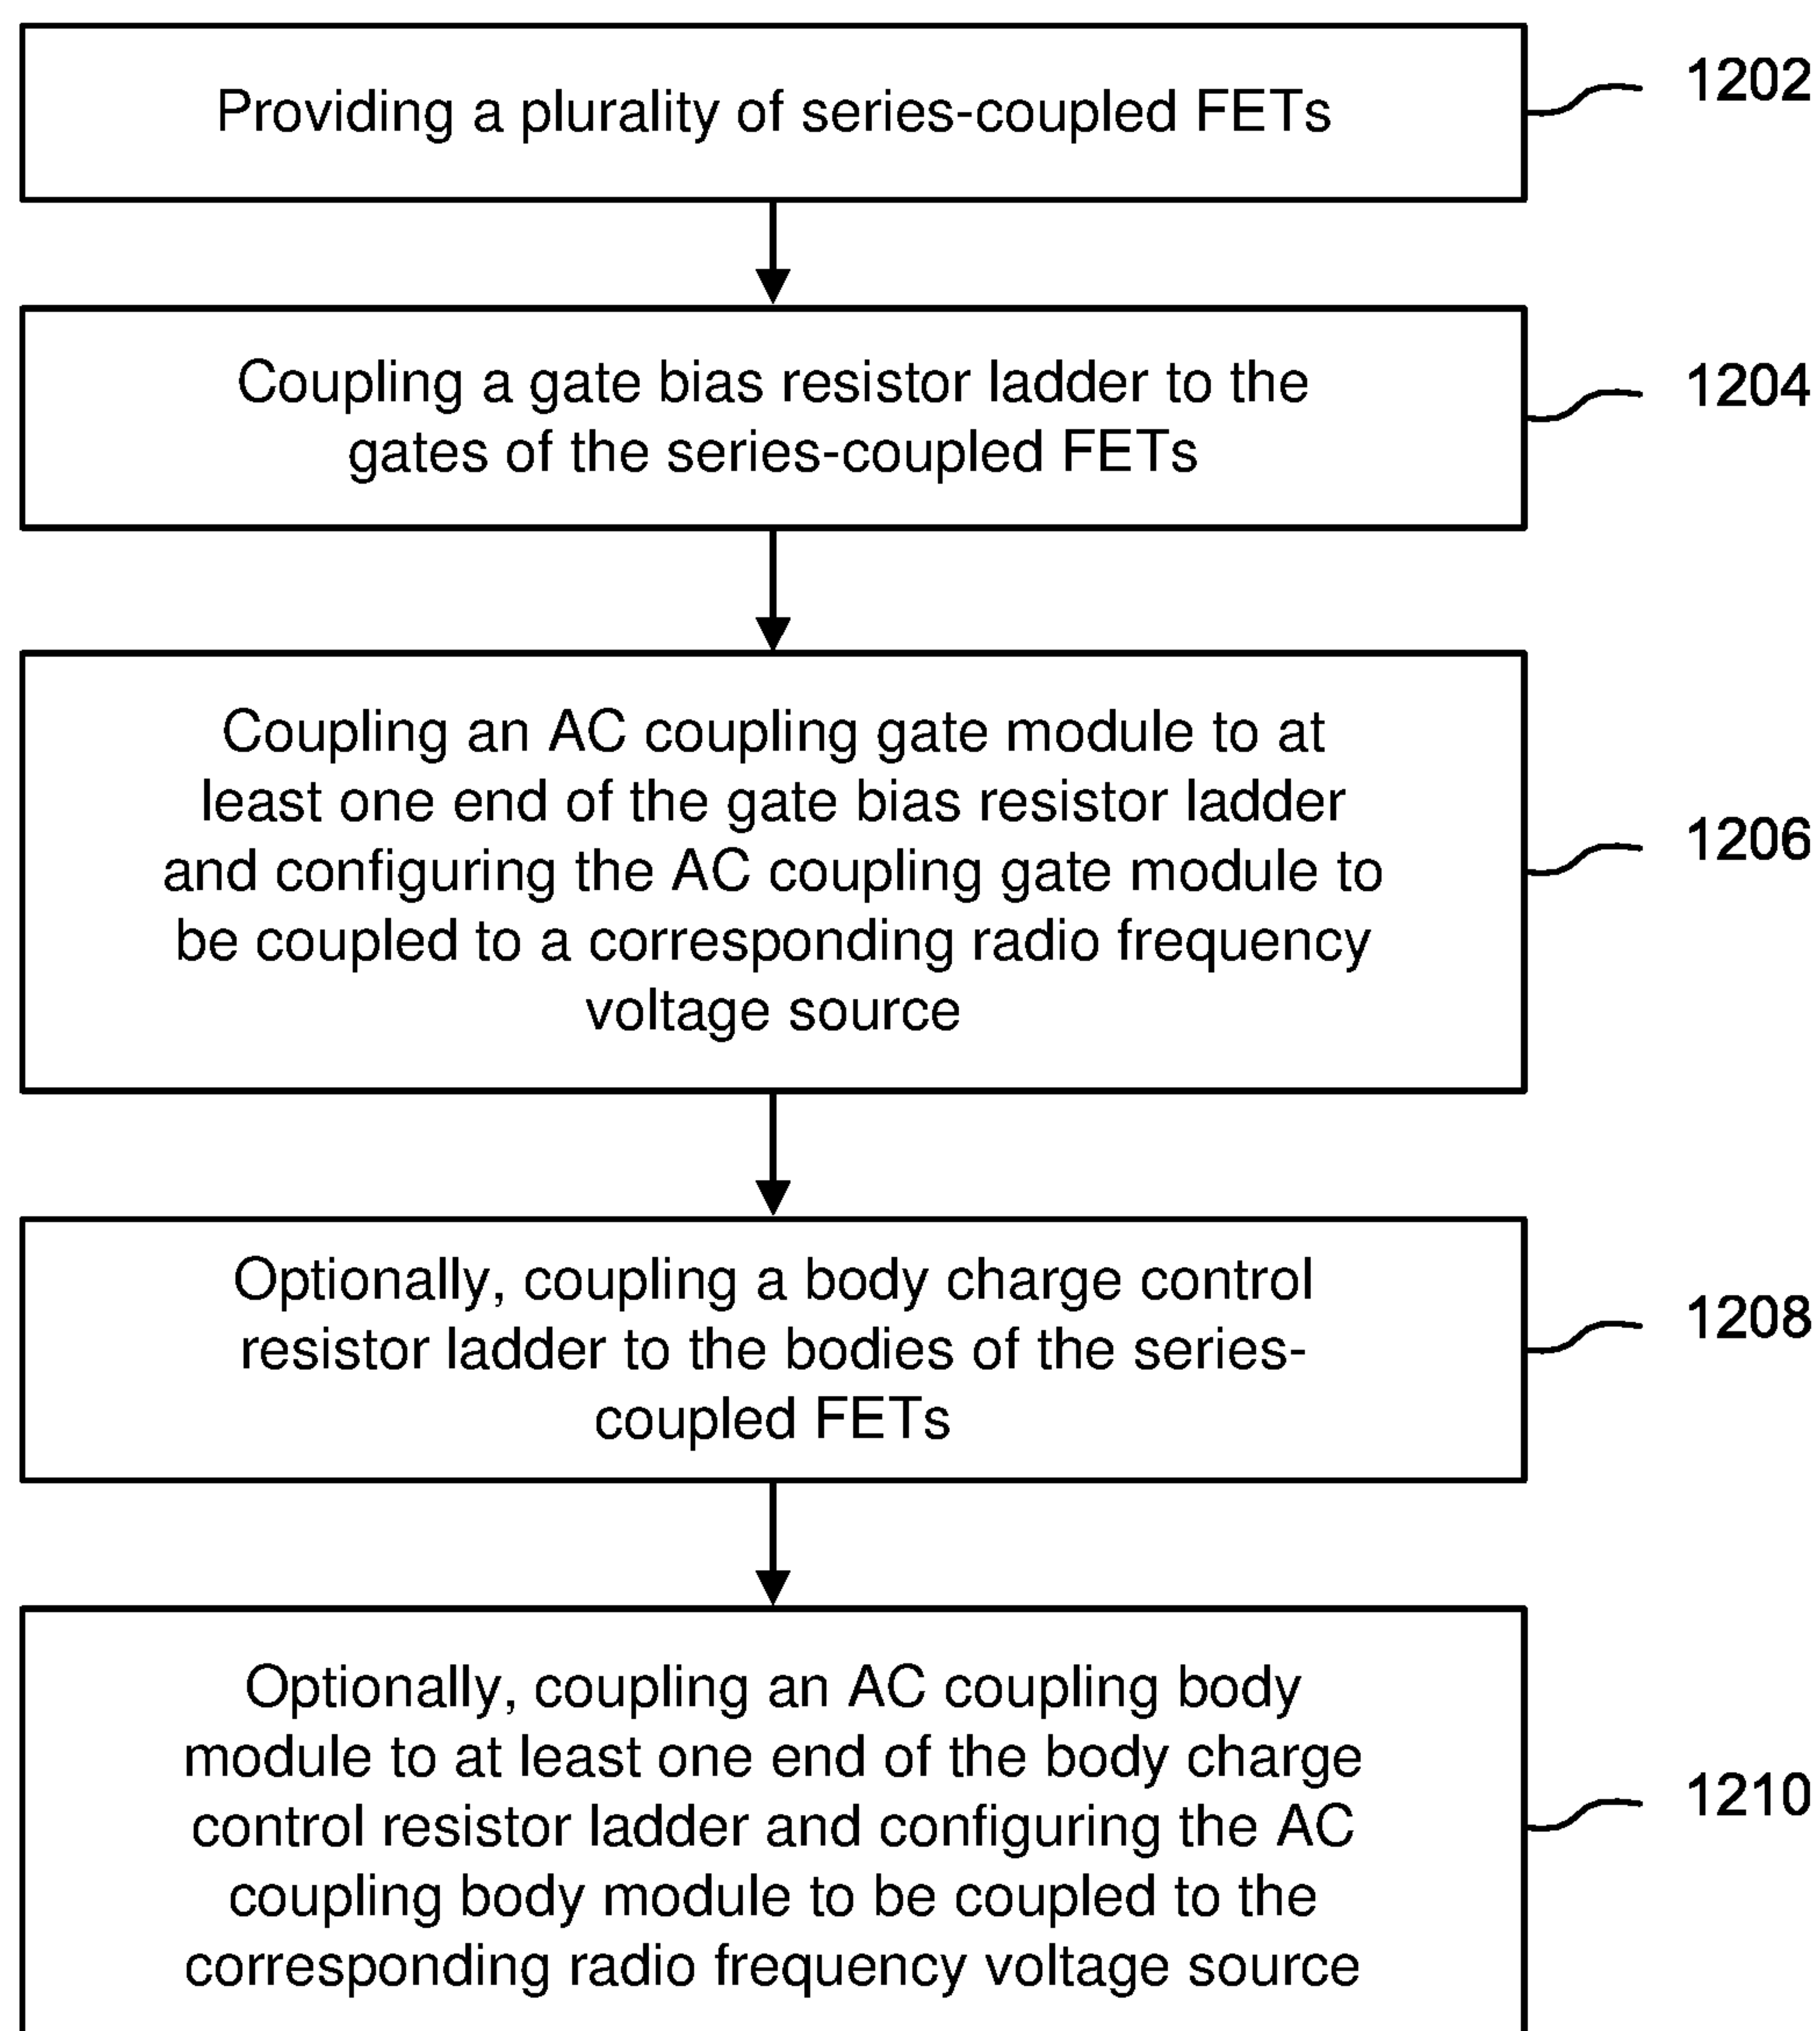 Providing a plurality of series-coupled FETs
1202
Coupling a gate bias resistor ladder to the
gates of the series-coupled FETs
1204
Coupling an AC coupling gate module to at
least one end of the gate bias resistor ladder
and configuring the AC coupling gate module to
be coupled to a corresponding radio frequency
voltage source
1206
Optionally, coupling a body charge control
resistor ladder to the bodies of the series-
coupled FETs
1208
Optionally, coupling an AC coupling body
module to at least one end of the body charge
control resistor ladder and configuring the AC
coupling body module to be coupled to the
corresponding radio frequency voltage source
1210